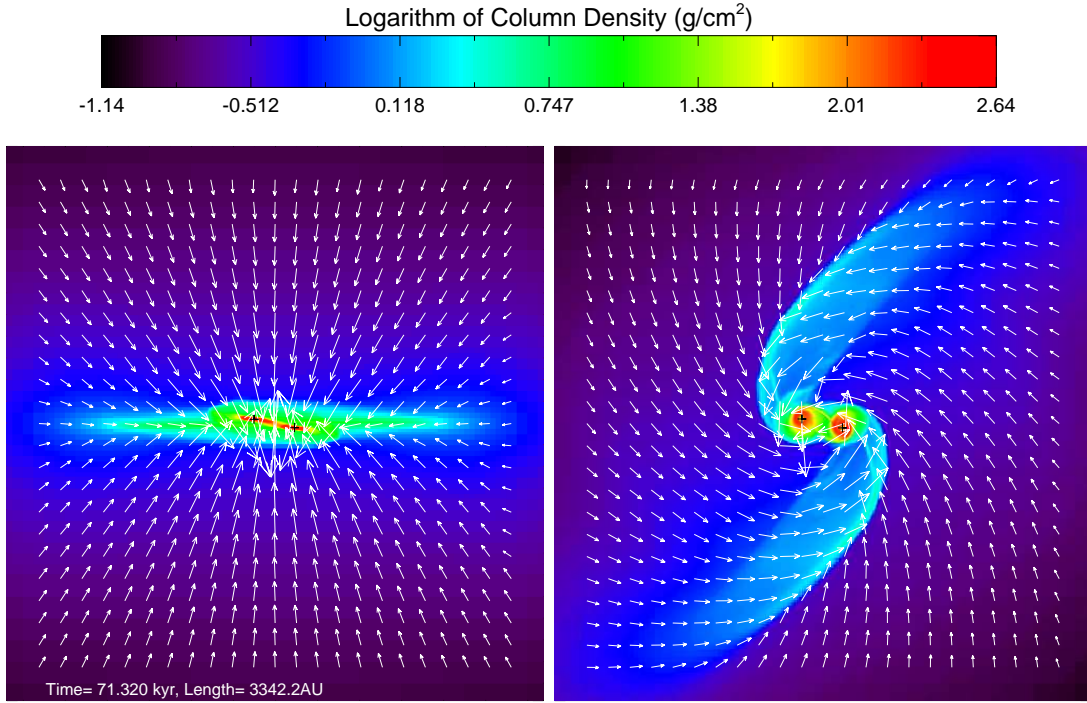 Logarithm of Column Density (g/cm²)
-1.14 -0.512 0.118 0.747 1.38 2.01 2.64
Time= 71.320 kyr, Length= 3342.2AU